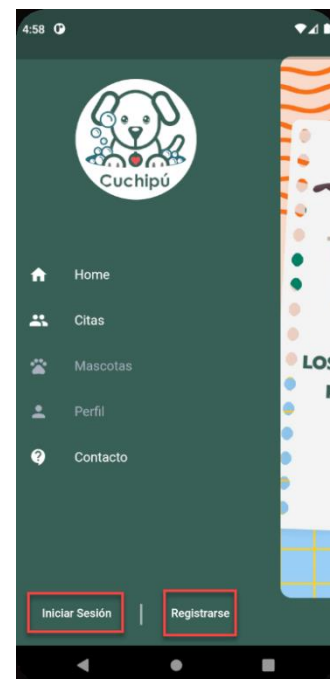 4:58
Cuchipú
Home
Citas
Mascotas
Perfil
Contacto
LOS
Iniciar Sesión | Registrarse